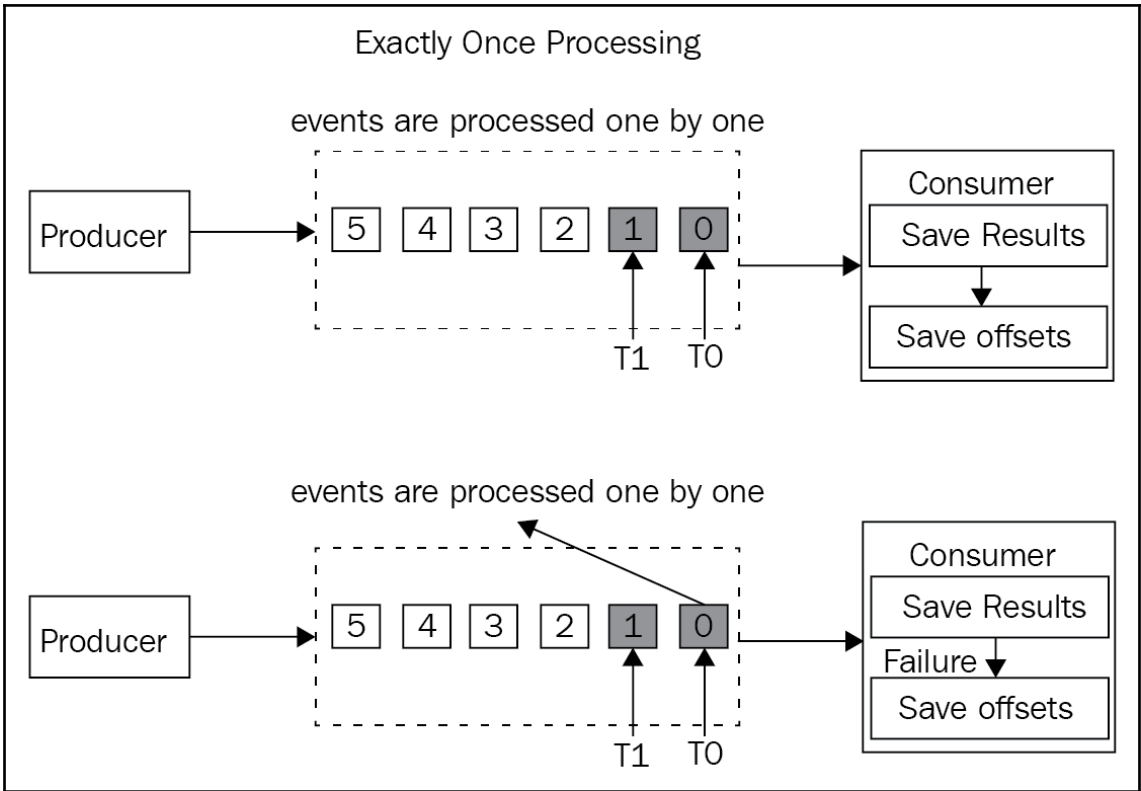 Exactly Once Processing
events are processed one by one
Producer
5 4 3 2 1 0
T1 T0
Consumer
Save Results
Save offsets
events are processed one by one
Producer
5 4 3 2 1 0
T1 T0
Consumer
Save Results
Failure
Save offsets